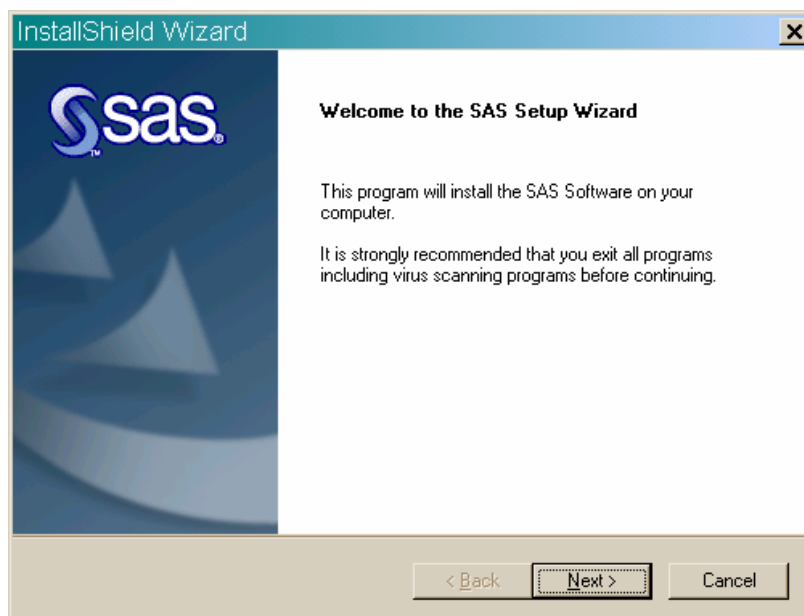 InstallShield Wizard
sas®
TM
Welcome to the SAS Setup Wizard
This program will install the SAS Software on your
computer.
It is strongly recommended that you exit all programs
including virus scanning programs before continuing.
< Back
Next >
Cancel